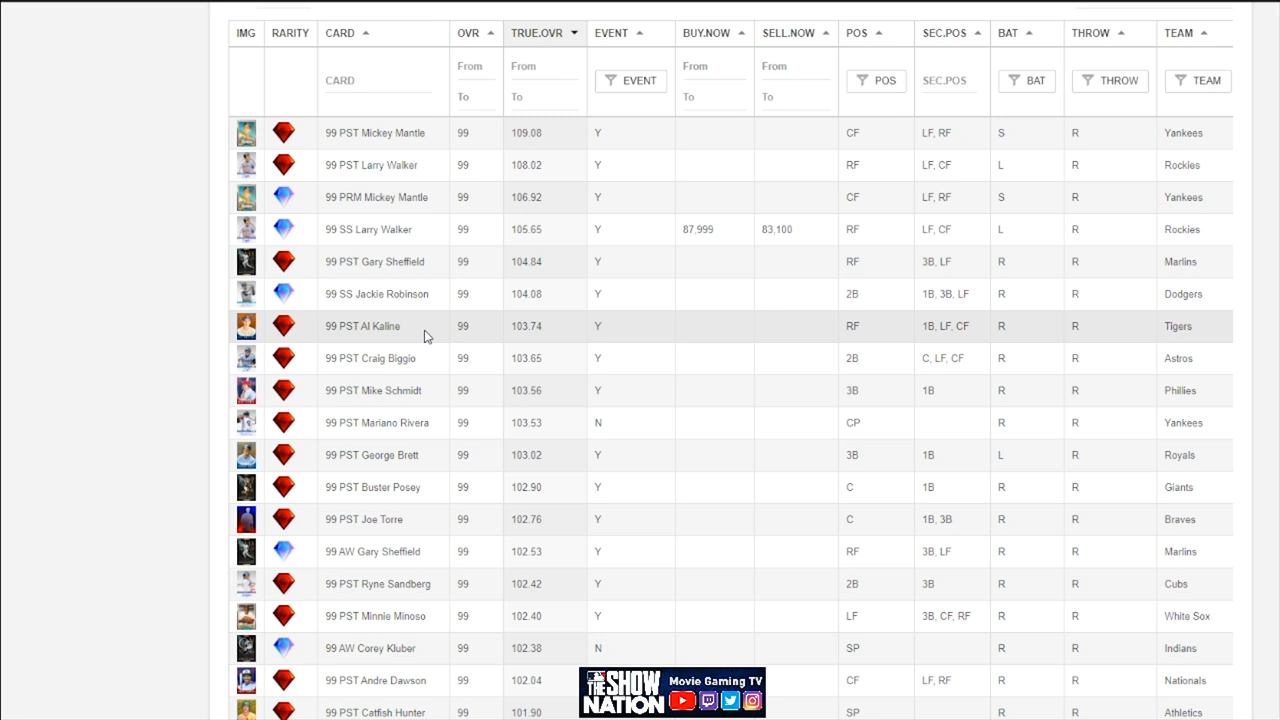 IMG RARITY CARD OVR TRUE.OVR EVENT BUY.NOW SELL.NOW POS SEC.POS BAT THROW TEAM
From From From From
CARD EVENT POS SEC.POS BAT THROW TEAM
To To To To
99 PST Mickey Mantle 99 109.08 Y CF LF, RF S R Yankees
99 PST Larry Walker 99 108.02 Y RF LF, CF L R Rockies
99 PRM Mickey Mantle 99 106.92 Y CF LF, RF S R Yankees
99 SS Larry Walker 99 105.65 Y 87,999 83,100 RF LF, CF L R Rockies
99 PST Gary Sheffield 99 104.84 Y RF 3B, LF R R Marlins
99 SS Jackie Robinson 99 104.08 Y 2B 1B, 3B, LF R R Dodgers
99 PST Al Kaline 99 103.74 Y RF 1B, LF, CF R R Tigers
99 PST Craig Biggio 99 103.65 Y 2B C, LF, CF R R Astros
99 PST Mike Schmidt 99 103.56 Y 3B 1B R R Phillies
99 PST Mariano Rivera 99 103.53 N CP R R Yankees
99 PST George Brett 99 103.02 Y 3B 1B L R Royals
99 PST Buster Posey 99 102.90 Y C 1B R R Giants
99 PST Joe Torre 99 102.76 Y C 1B, 3B R R Braves
99 AW Gary Sheffield 99 102.53 Y RF 3B, LF R R Marlins
99 PST Ryne Sandberg 99 102.42 Y 2B 3B R R Cubs
99 PST Minnie Minoso 99 102.40 Y LF 3B, CF, RF R R White Sox
99 AW Corey Kluber 99 102.38 N SP R R Indians
99 PST Andre Dawson 99 102.04 Y CF LF, RF R R Nationals
99 PST Catfish Hunter 99 101.90 Y SP R R Athletics
THE SHOW NATION
Movie Gaming TV